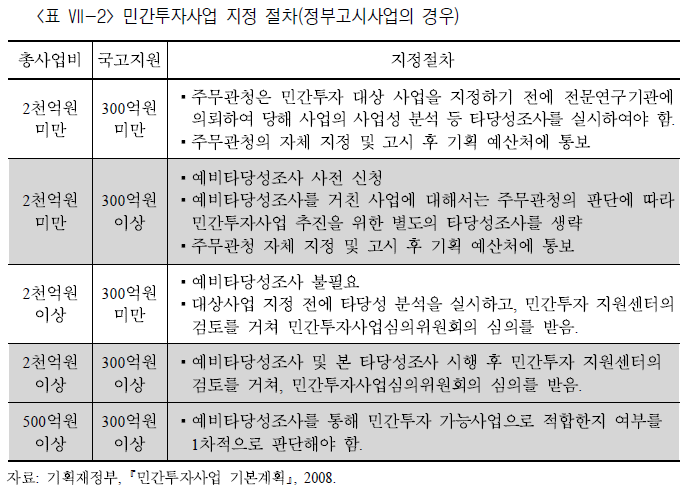 <표 Ⅶ-2> 민간투자사업 지정 절차(정부고시사업의 경우)
총사업비 국고지원 지정절차
2천억원 미만
300억원 미만
▪주무관청은 민간투자 대상 사업을 지정하기 전에 전문연구기관에
의뢰하여 당해 사업의 사업성 분석 등 타당성조사를 실시하여야 함.
▪주무관청의 자체 지정 및 고시 후 기획 예산처에 통보
2천억원 미만
300억원 이상
▪예비타당성조사 사전 신청
▪예비타당성조사를 거친 사업에 대해서는 주무관청의 판단에 따라
민간투자사업 추진을 위한 별도의 타당성조사를 생략
▪주무관청 자체 지정 및 고시 후 기획 예산처에 통보
2천억원 이상
300억원 미만
▪예비타당성조사 불필요
▪대상사업 지정 전에 타당성 분석을 실시하고, 민간투자 지원센터의
검토를 거쳐 민간투자사업심의위원회의 심의를 받음.
2천억원 이상
300억원 이상
▪예비타당성조사 및 본 타당성조사 시행 후 민간투자 지원센터의
검토를 거쳐, 민간투자사업심의위원회의 심의를 받음.
500억원 이상
300억원 이상
▪예비타당성조사를 통해 민간투자 가능사업으로 적합한지 여부를
1차적으로 판단해야 함.
자료: 기획재정부, 『민간투자사업 기본계획』, 2008.